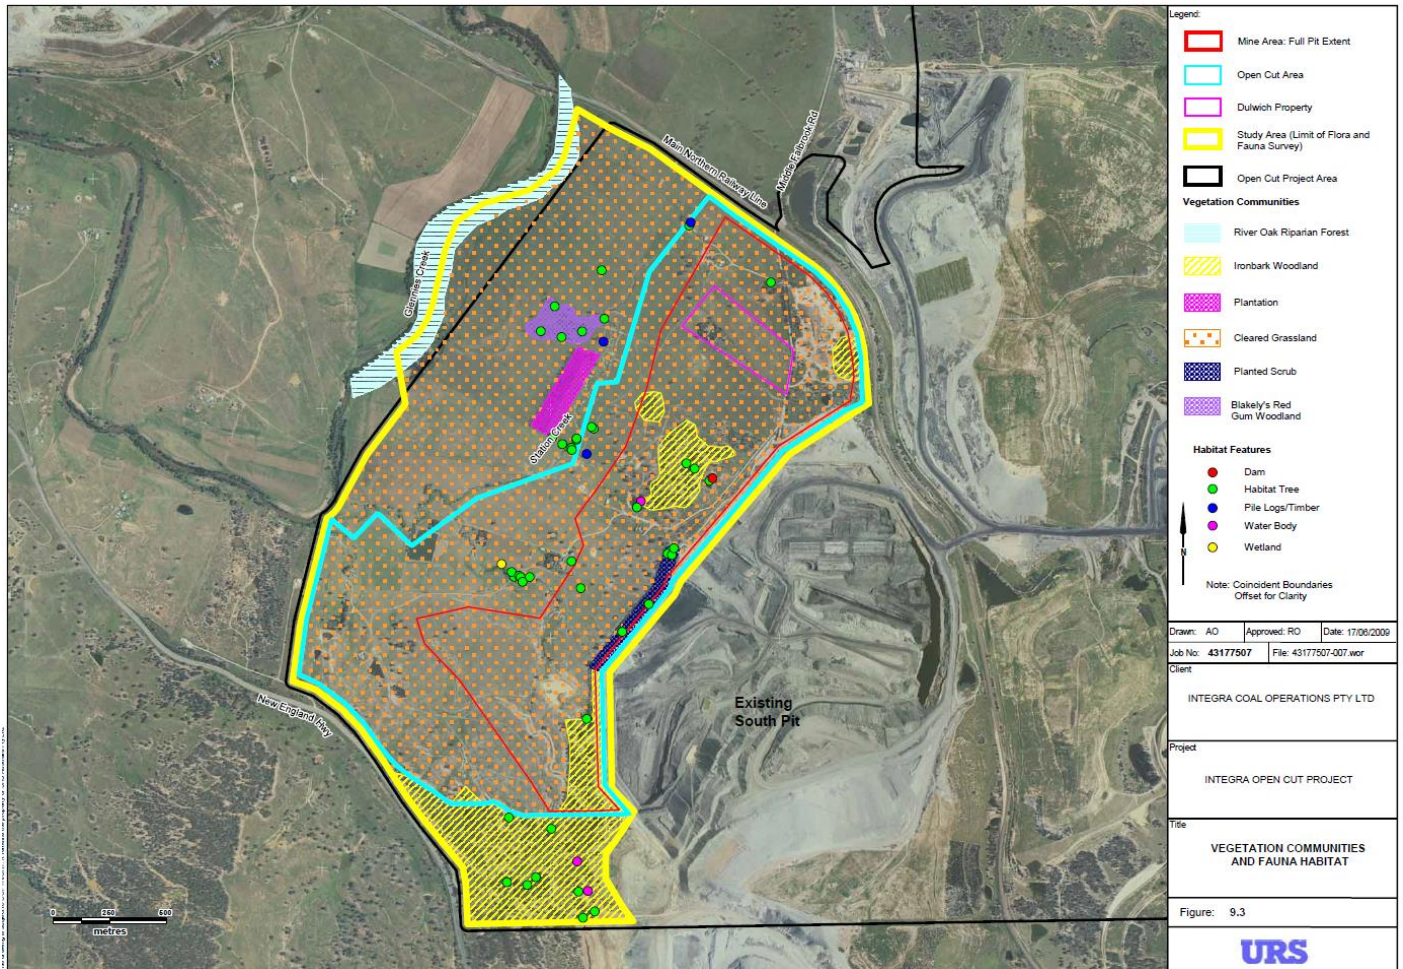 Main Northern Railway Line
Middle Falbrook Rd
Glennies Creek
Station Creek
New England Hwy
Existing
South Pit
0 250 500
metres
Legend:
Mine Area: Full Pit Extent
Open Cut Area
Dulwich Property
Study Area (Limit of Flora and
Fauna Survey)
Open Cut Project Area
Vegetation Communities
River Oak Riparian Forest
Ironbark Woodland
Plantation
Cleared Grassland
Planted Scrub
Blakely's Red
Gum Woodland
Habitat Features
Dam
Habitat Tree
Pile Logs/Timber
Water Body
Wetland
N
Note: Coincident Boundaries
Offset for Clarity
Drawn: AO Approved: RO Date: 17/06/2009
Job No: 43177507 File: 43177507-007.wor
Client
INTEGRA COAL OPERATIONS PTY LTD
Project
INTEGRA OPEN CUT PROJECT
Title
VEGETATION COMMUNITIES
AND FAUNA HABITAT
Figure: 9.3
URS